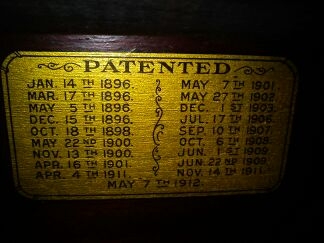 PATENTED
JAN. 14 TH 1896. MAY 7 TH 1901.
MAR. 17 TH 1896. MAY 27 TH 1902.
MAY 5 TH 1896. DEC. 1 ST 1903.
DEC. 15 TH 1896. JUL. 17 TH 1906.
OCT. 18 TH 1898. SEP 10 TH 1907.
MAY 22 ND 1900. OCT. 6 TH 1908.
NOV. 13 TH 1900. JUN. 1 ST 1909.
APR. 16 TH 1901. JUN. 22 ND 1909.
APR. 4 TH 1911. NOV. 14 TH 1911.
MAY 7 TH 1912.